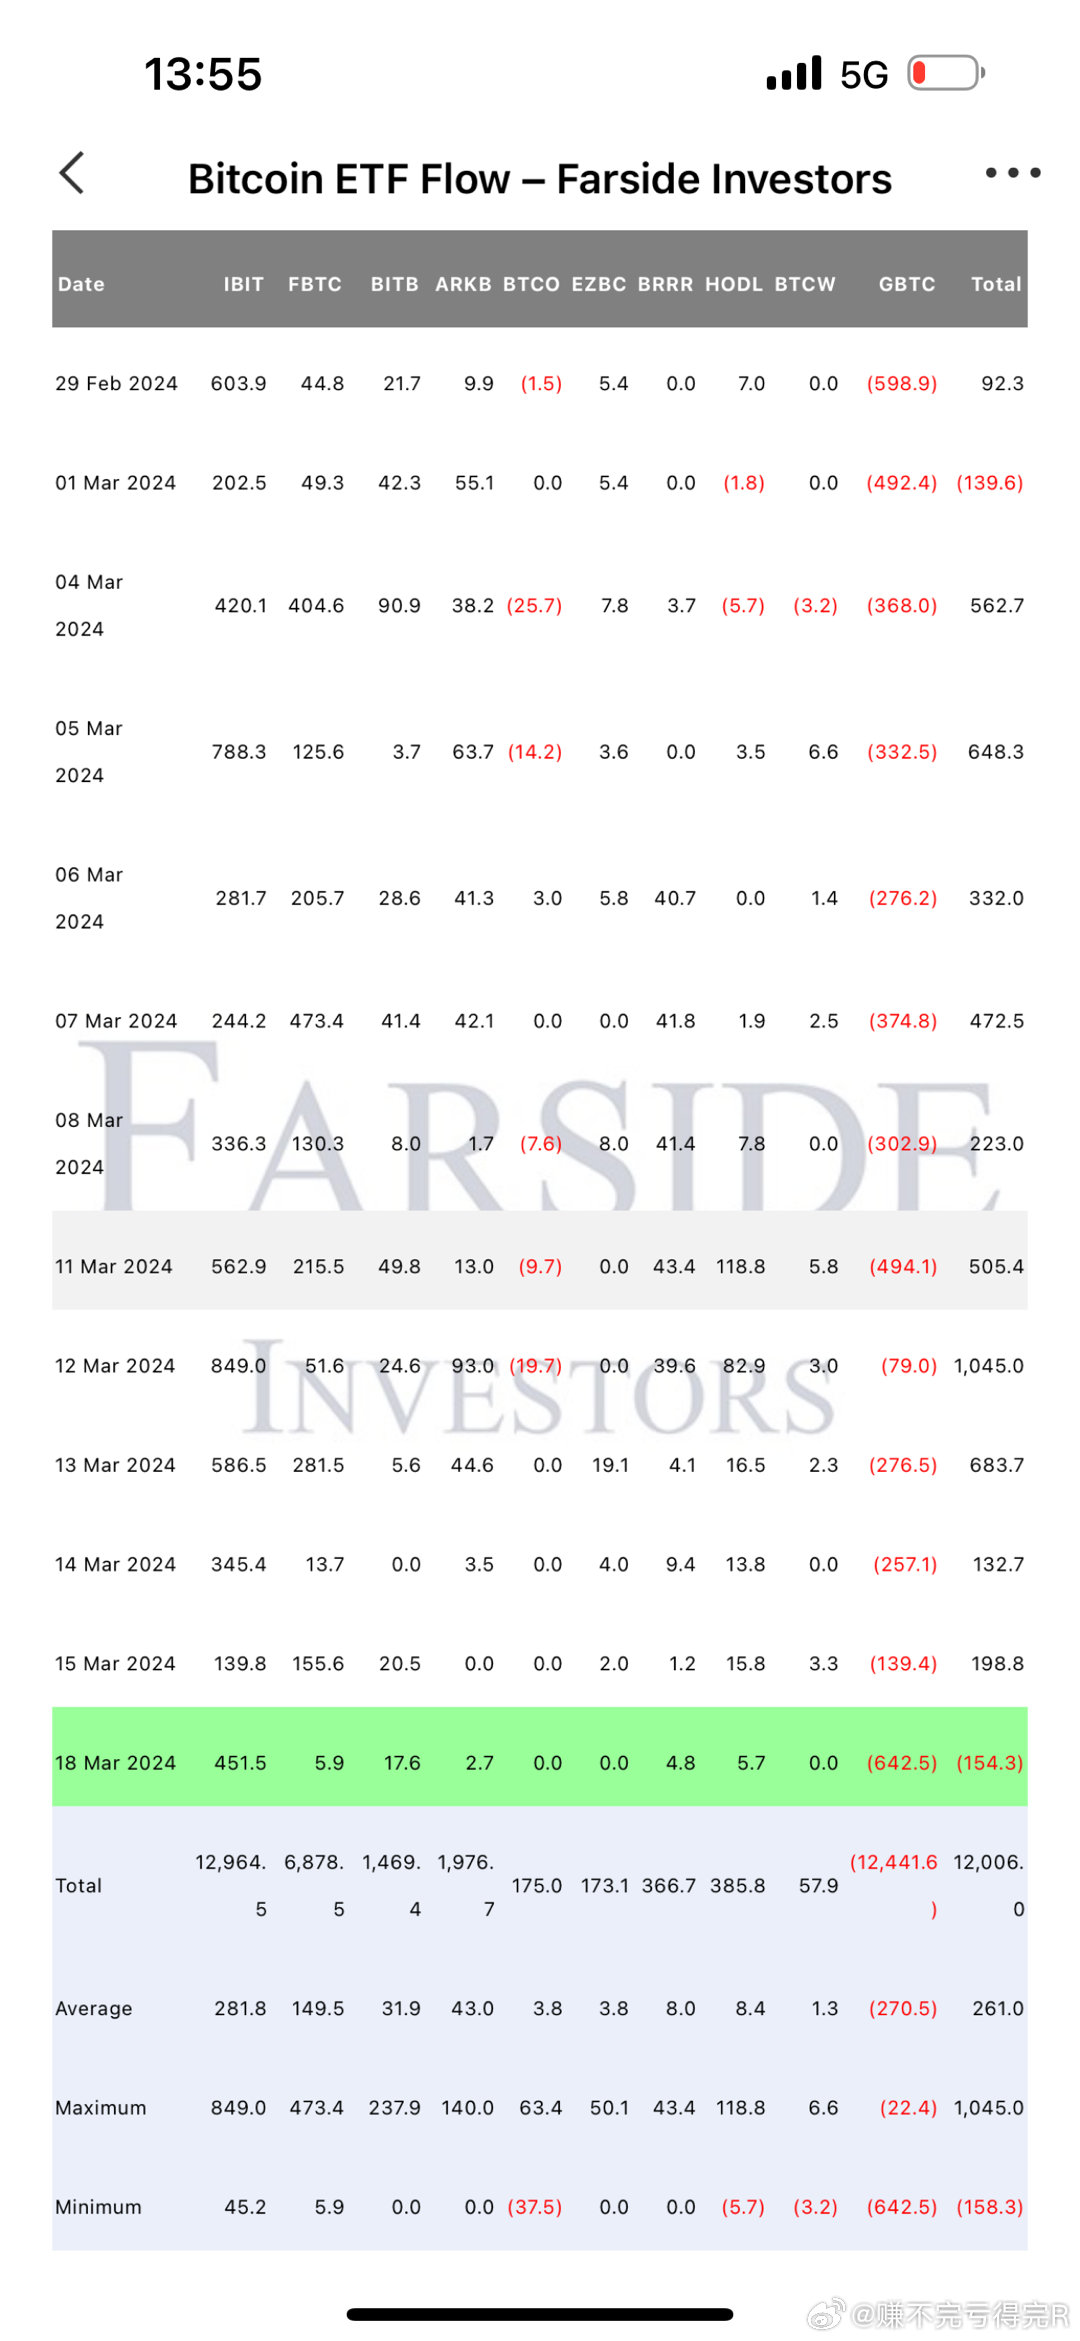 13:55 5G
Bitcoin ETF Flow – Farside Investors
Date IBIT FBTC BITB ARKB BTCO EZBC BRRR HODL BTCW GBTC Total
29 Feb 2024 603.9 44.8 21.7 9.9 (1.5) 5.4 0.0 7.0 0.0 (598.9) 92.3
01 Mar 2024 202.5 49.3 42.3 55.1 0.0 5.4 0.0 (1.8) 0.0 (492.4) (139.6)
04 Mar
2024 420.1 404.6 90.9 38.2 (25.7) 7.8 3.7 (5.7) (3.2) (368.0) 562.7
05 Mar
2024 788.3 125.6 3.7 63.7 (14.2) 3.6 0.0 3.5 6.6 (332.5) 648.3
06 Mar
2024 281.7 205.7 28.6 41.3 3.0 5.8 40.7 0.0 1.4 (276.2) 332.0
07 Mar 2024 244.2 473.4 41.4 42.1 0.0 0.0 41.8 1.9 2.5 (374.8) 472.5
FARSIDE
08 Mar
2024 336.3 130.3 8.0 1.7 (7.6) 8.0 41.4 7.8 0.0 (302.9) 223.0
11 Mar 2024 562.9 215.5 49.8 13.0 (9.7) 0.0 43.4 118.8 5.8 (494.1) 505.4
12 Mar 2024 849.0 51.6 24.6 93.0 (19.7) 0.0 39.6 82.9 3.0 (79.0) 1,045.0
INVESTORS
13 Mar 2024 586.5 281.5 5.6 44.6 0.0 19.1 4.1 16.5 2.3 (276.5) 683.7
14 Mar 2024 345.4 13.7 0.0 3.5 0.0 4.0 9.4 13.8 0.0 (257.1) 132.7
15 Mar 2024 139.8 155.6 20.5 0.0 0.0 2.0 1.2 15.8 3.3 (139.4) 198.8
18 Mar 2024 451.5 5.9 17.6 2.7 0.0 0.0 4.8 5.7 0.0 (642.5) (154.3)
Total 12,964.5 6,878.5 1,469.4 1,976.7 175.0 173.1 366.7 385.8 57.9 (12,441.6) 12,006.0
Average 281.8 149.5 31.9 43.0 3.8 3.8 8.0 8.4 1.3 (270.5) 261.0
Maximum 849.0 473.4 237.9 140.0 63.4 50.1 43.4 118.8 6.6 (22.4) 1,045.0
Minimum 45.2 5.9 0.0 0.0 (37.5) 0.0 0.0 (5.7) (3.2) (642.5) (158.3)
@赚不完亏得完R